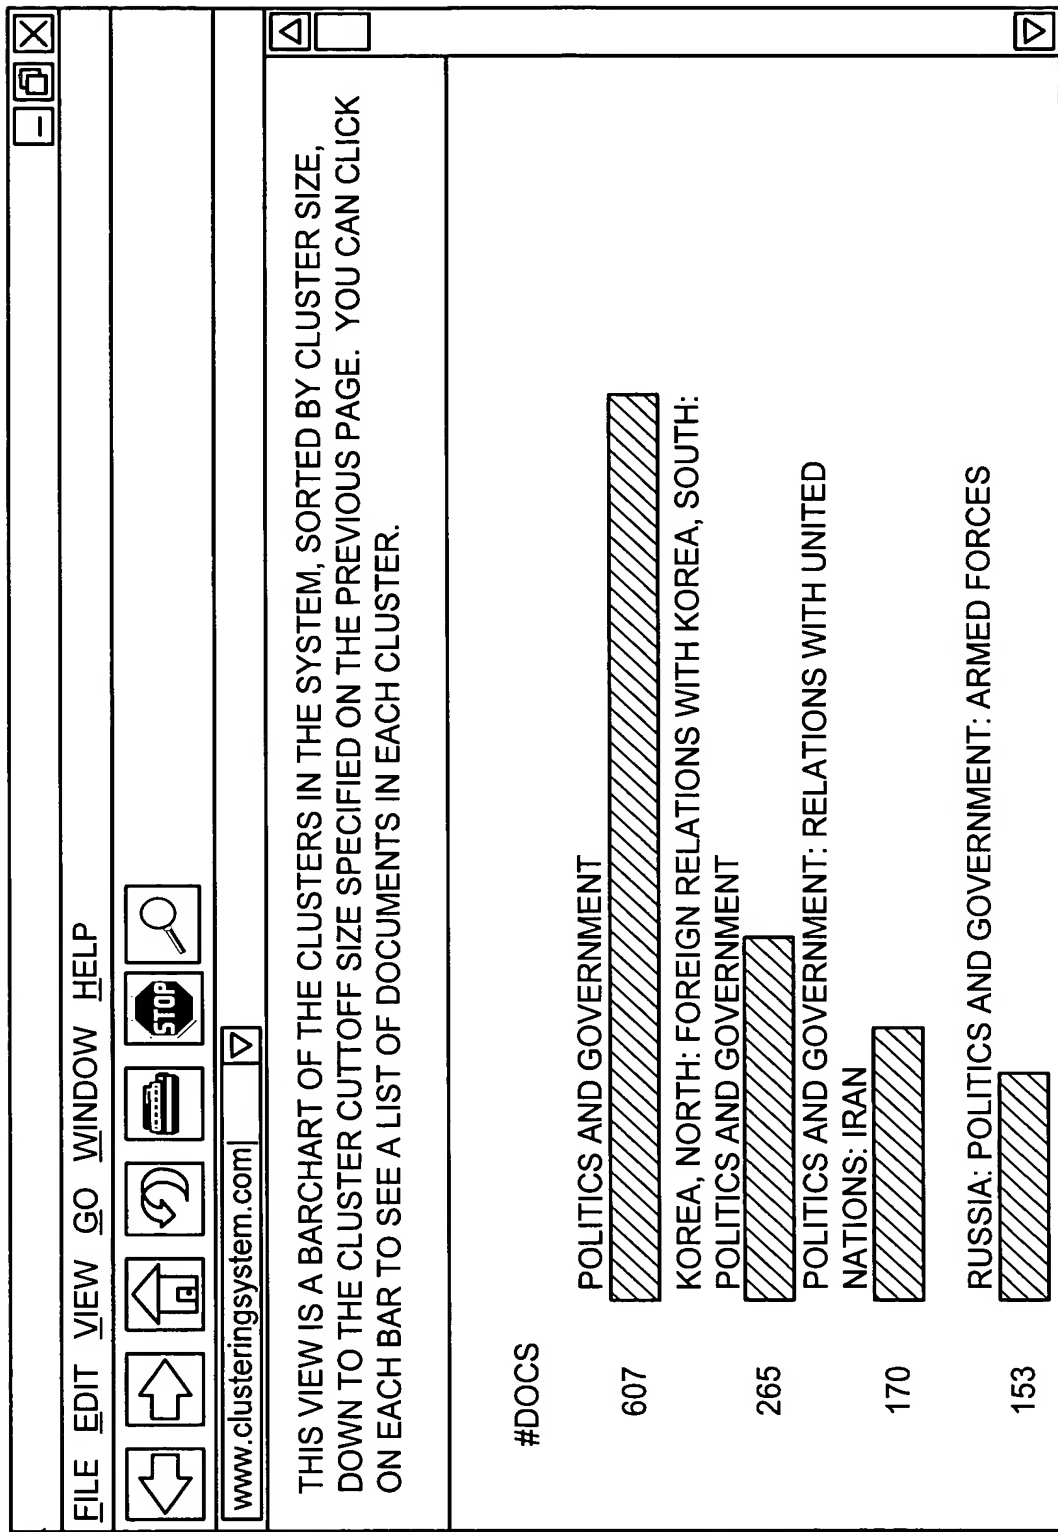 FILE EDIT VIEW GO WINDOW HELP
STOP
www.clusteringsystem.com
THIS VIEW IS A BARCHART OF THE CLUSTERS IN THE SYSTEM, SORTED BY CLUSTER SIZE,
DOWN TO THE CLUSTER CUTTOFF SIZE SPECIFIED ON THE PREVIOUS PAGE. YOU CAN CLICK
ON EACH BAR TO SEE A LIST OF DOCUMENTS IN EACH CLUSTER.
#DOCS
POLITICS AND GOVERNMENT
607
KOREA, NORTH: FOREIGN RELATIONS WITH KOREA, SOUTH:
POLITICS AND GOVERNMENT
265
POLITICS AND GOVERNMENT: RELATIONS WITH UNITED
NATIONS: IRAN
170
RUSSIA: POLITICS AND GOVERNMENT: ARMED FORCES
153